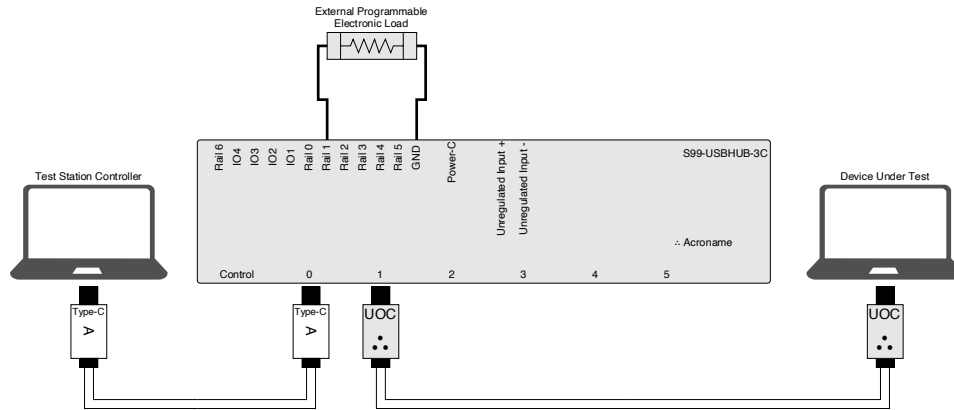 External Programmable
Electronic Load
Rail 6
IO4
IO3
IO2
IO1
Rail 0
Rail 1
Rail 2
Rail 3
Rail 4
Rail 5
GND
Power-C
Unregulated Input +
Unregulated Input -
S99-USBHUB-3C
Test Station Controller
Device Under Test
∴ Acroname
Control 0 1 2 3 4 5
Type-C
A
Type-C
A
UOC
UOC